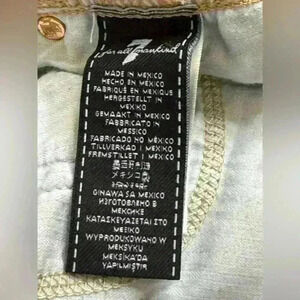 7
for all mankind
MADE IN MEXICO
HECHO EN MEXICO
FABRIQUÉ EN MEXIQUE
HERGESTELLT IN
MEXIKO
GEMAAKT IN MEXICO
FABBRICATO IN
MESSICO
FABRICADO NO MÉXICO
TILLVERKAD I MEXIKO
FREMSTILLET I MEXICO
墨西哥制造
メキシコ製
GINAWA SA MEXICO
ИЗГОТОВЛЕНО В
МЕКСИКЕ
KATAΣKEYAZETAI ΣTO
ΜΕΞΙΚΟ
WYPRODUKOWANO W
MEKSYKU
MEKSİKA'DA
YAPILMIŞTIR